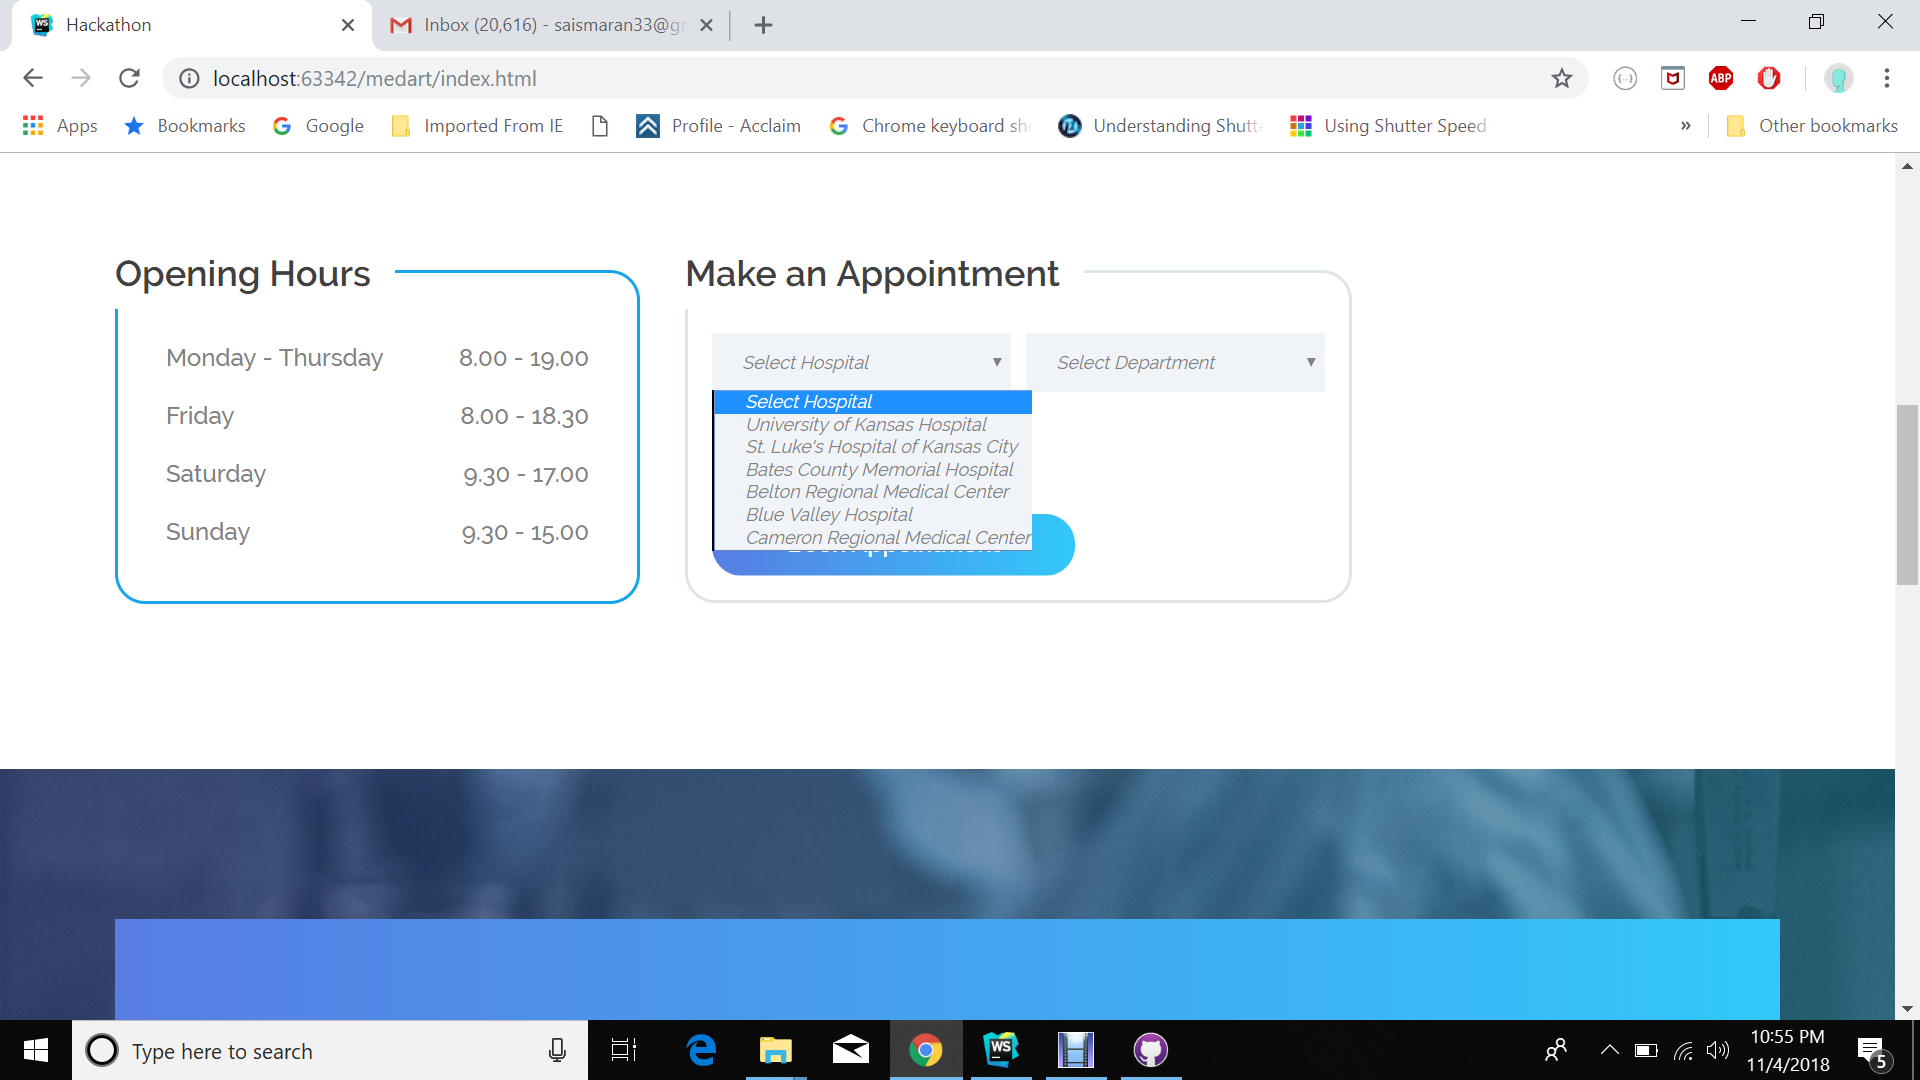 Hackathon
Inbox (20,616) - saismaran33@g
localhost:63342/medart/index.html
ABP
Apps
Bookmarks
Google
Imported From IE
Profile - Acclaim
Chrome keyboard sh
Understanding Shutt
Using Shutter Speed
»
Other bookmarks
Opening Hours
Monday - Thursday 8.00 - 19.00
Friday 8.00 - 18.30
Saturday 9.30 - 17.00
Sunday 9.30 - 15.00
Make an Appointment
Select Hospital
Select Department
Select Hospital
University of Kansas Hospital
St. Luke's Hospital of Kansas City
Bates County Memorial Hospital
Belton Regional Medical Center
Blue Valley Hospital
Cameron Regional Medical Center
Type here to search
WS
10:55 PM
11/4/2018
5